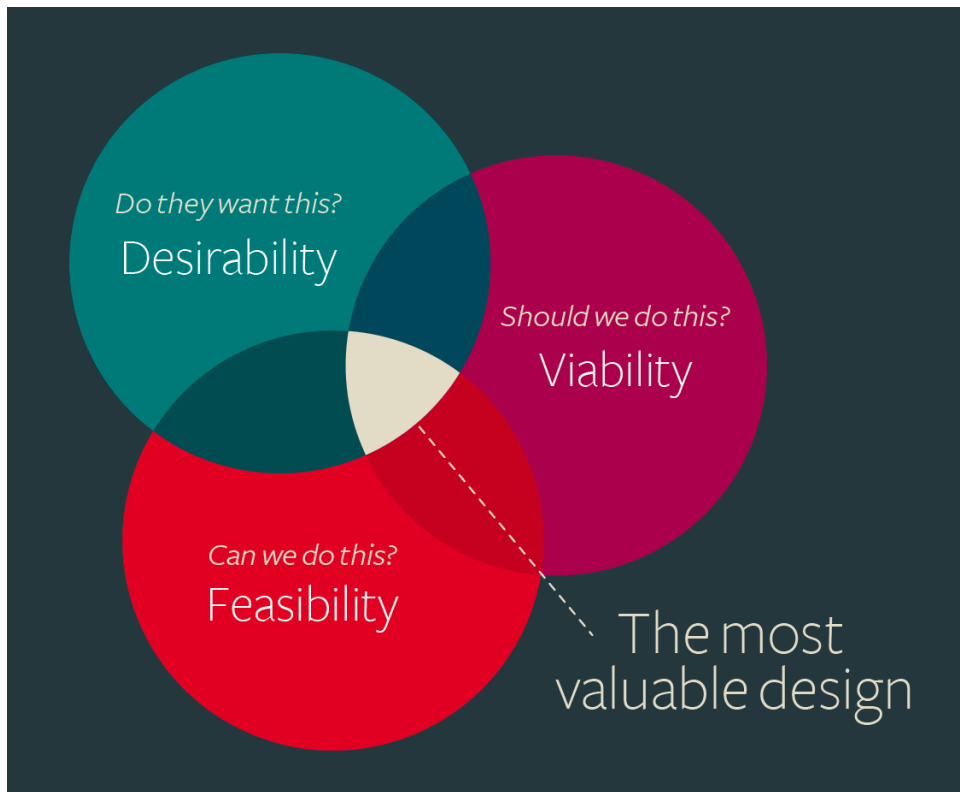 Do they want this?
Desirability
Should we do this?
Viability
Can we do this?
Feasibility
The most
valuable design